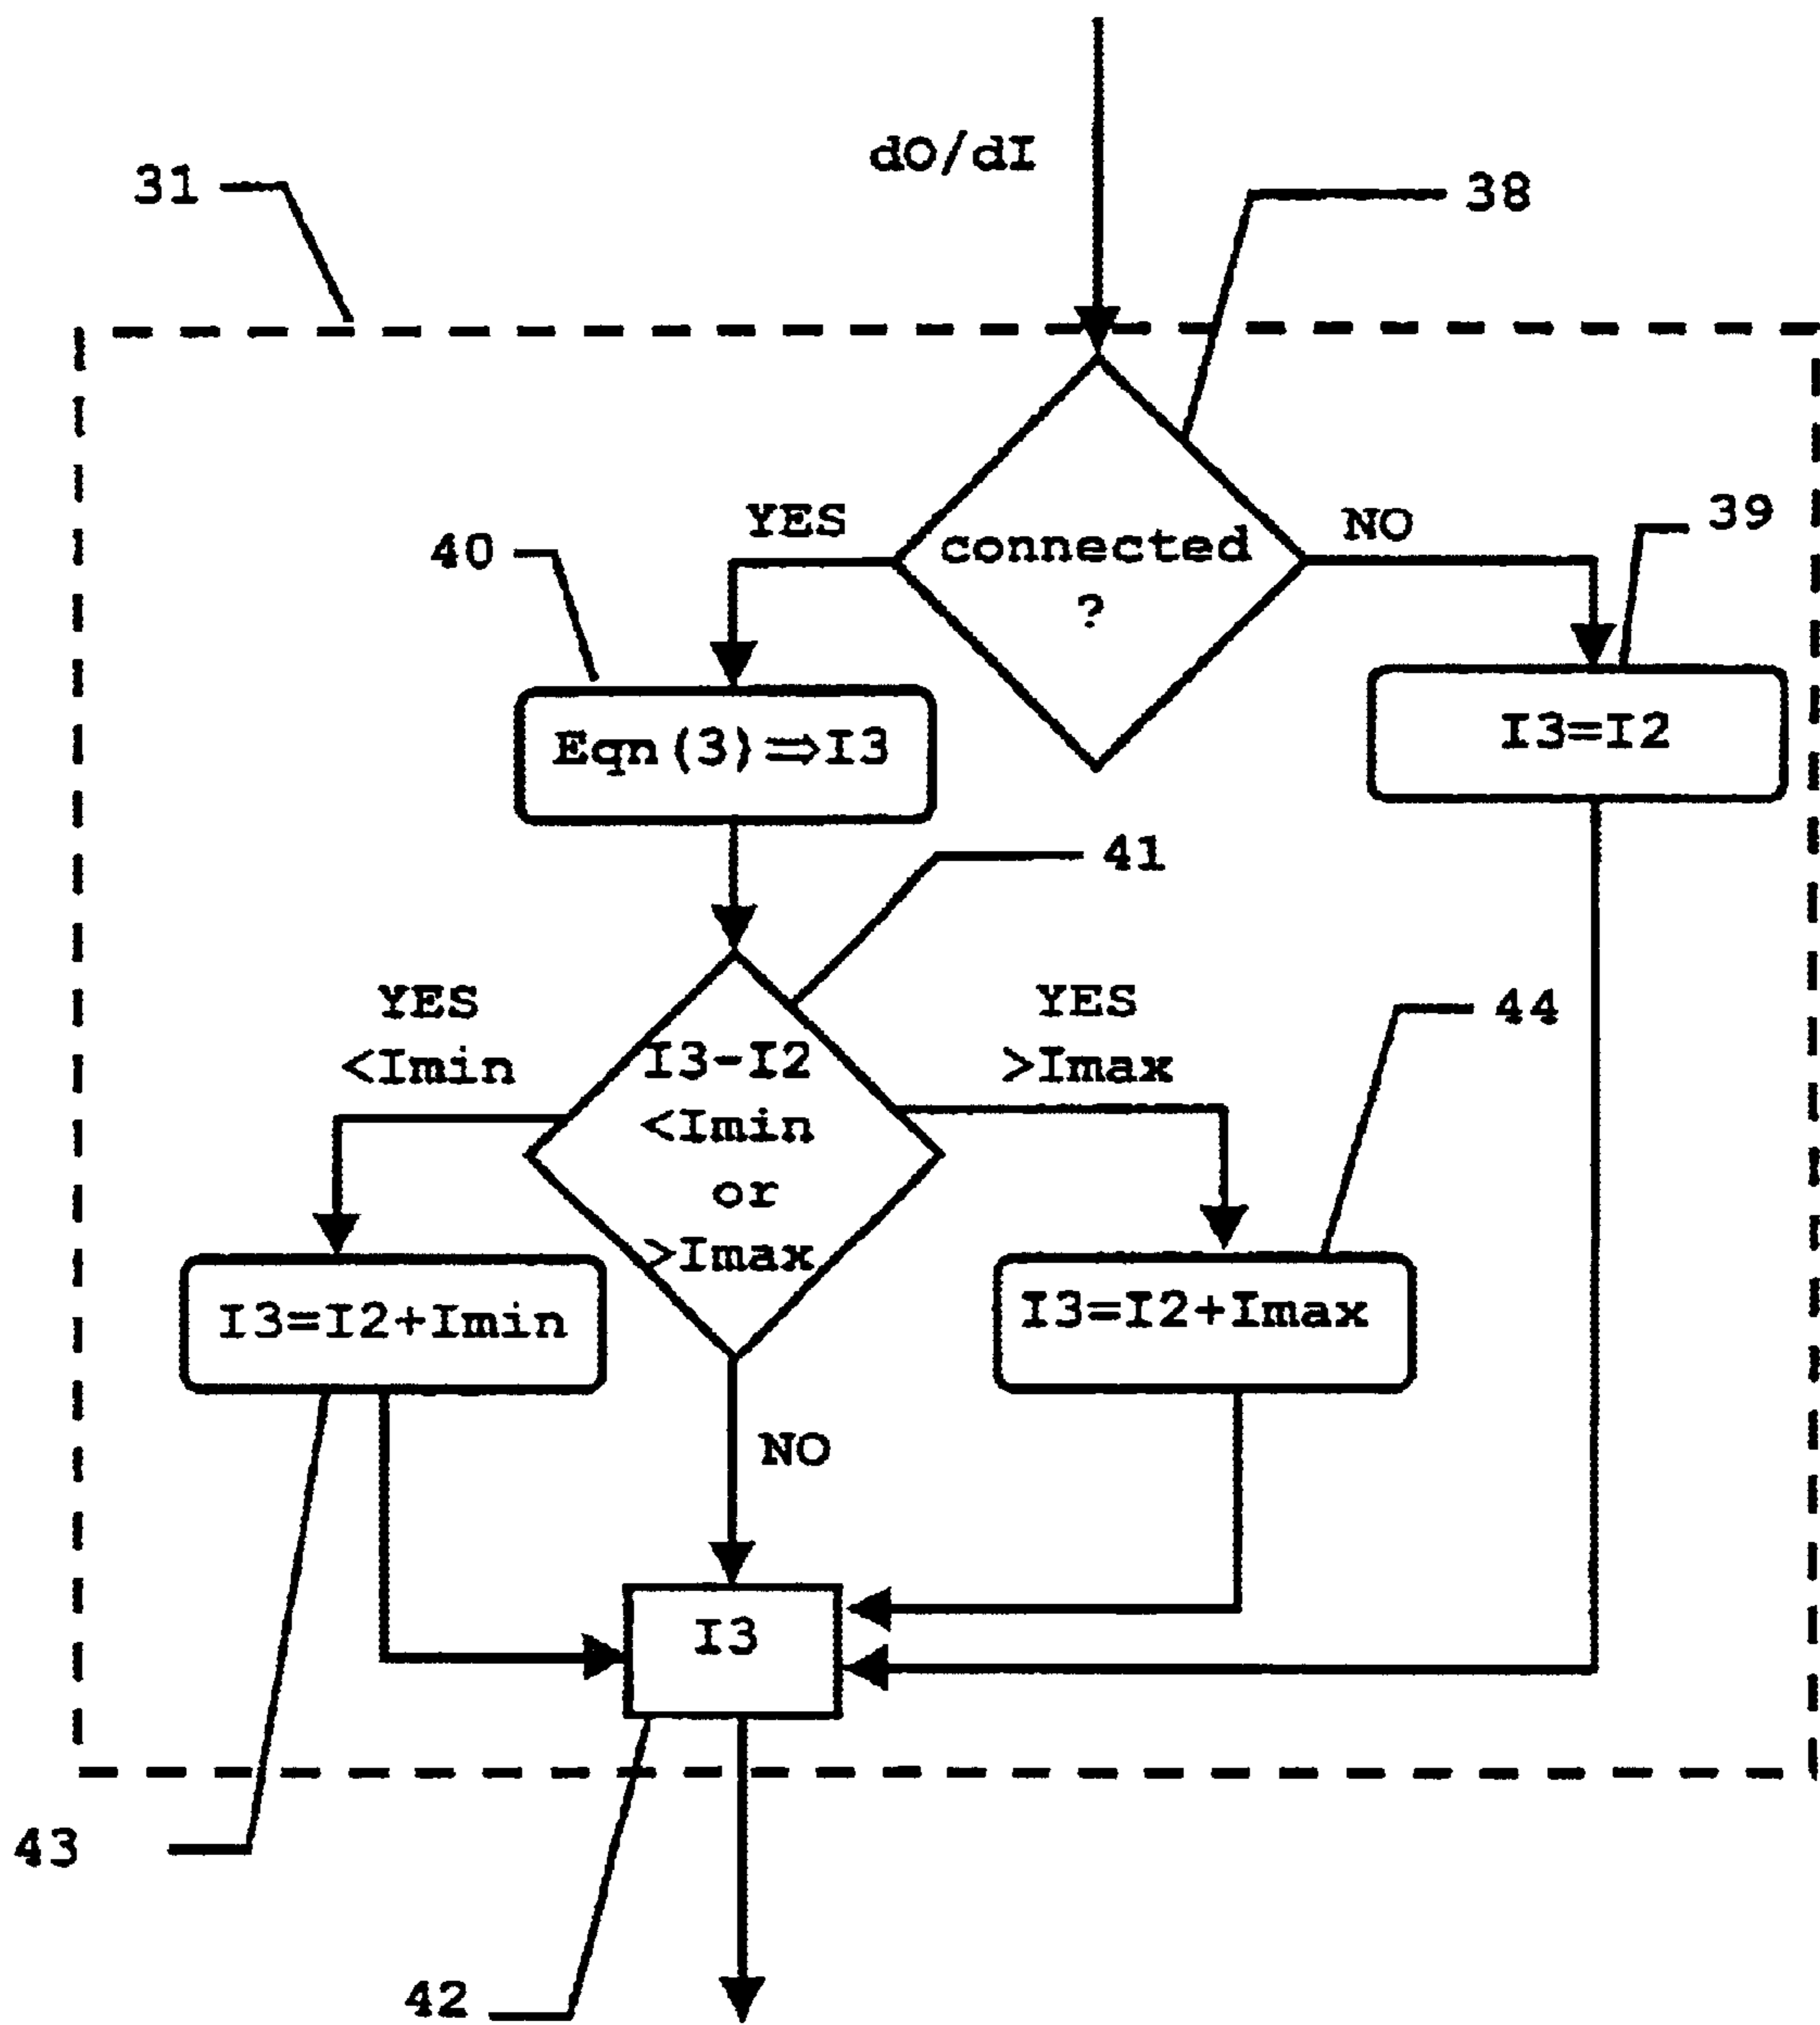 dO/dI
31
38
39
YES
NO
40
connected
?
Eqn(3)⇒I3
I3=I2
41
YES
<Imin
YES
>Imax
44
I3-I2
<Imin
or
>Imax
I3=I2+Imin
I3=I2+Imax
NO
I3
43
42